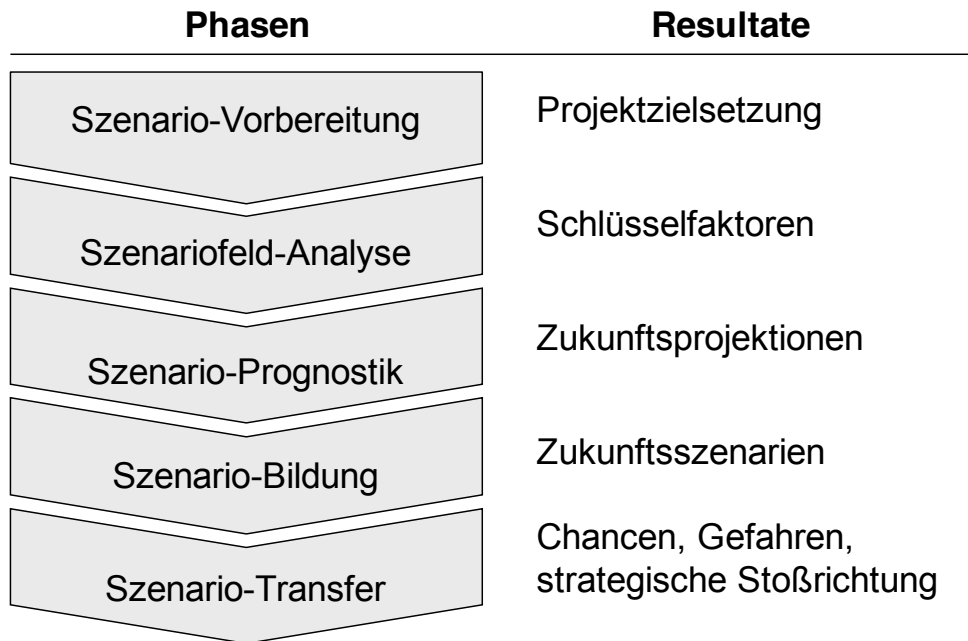 Phasen Resultate
Szenario-Vorbereitung Projektzielsetzung
Szenariofeld-Analyse Schlüsselfaktoren
Szenario-Prognostik Zukunftsprojektionen
Szenario-Bildung Zukunftsszenarien
Szenario-Transfer Chancen, Gefahren,
strategische Stoßrichtung